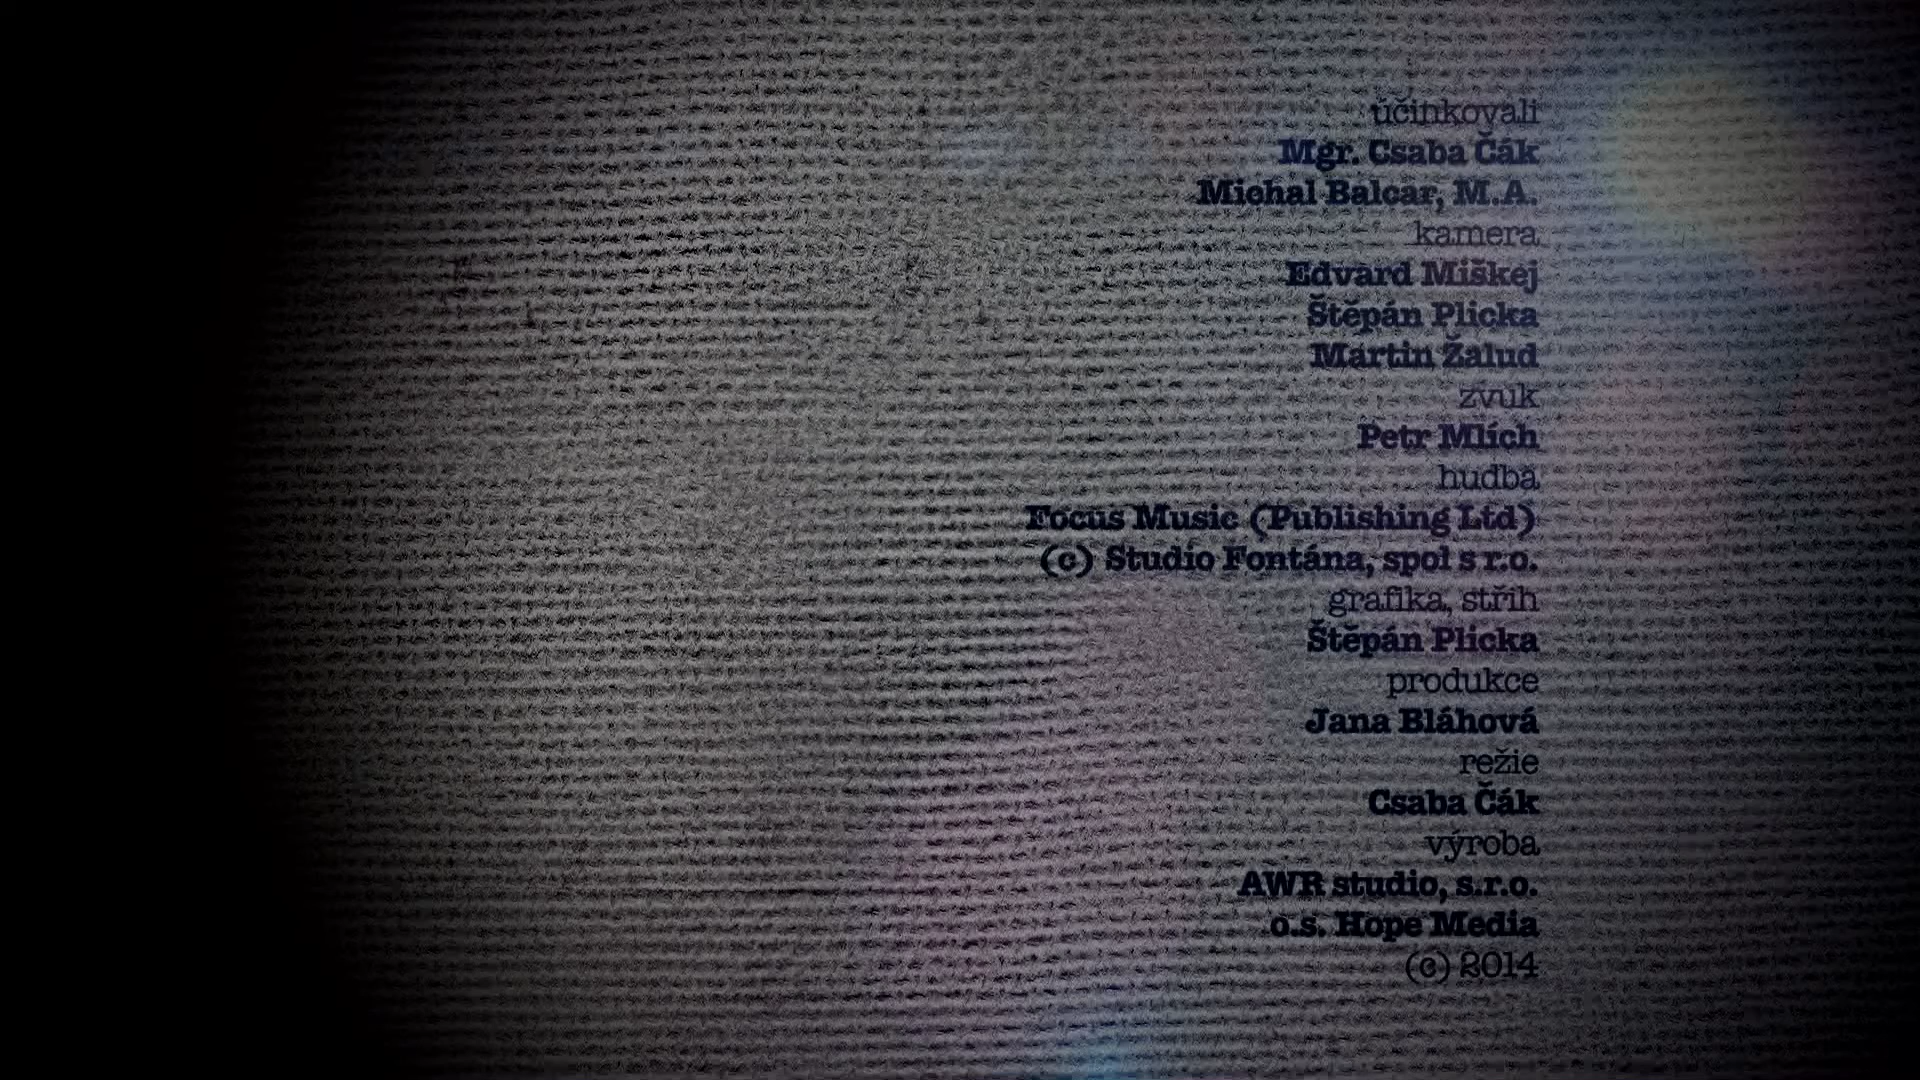 účinkovali
Mgr. Csaba Čák
Michal Balcar, M.A.
kamera
Edvard Miškej
Štěpán Plicka
Martin Žalud
zvuk
Petr Mlích
hudba
Focus Music (Publishing Ltd)
(c) Studio Fontána, spol s r.o.
grafika, střih
Štěpán Plicka
produkce
Jana Bláhová
režie
Csaba Čák
výroba
AWR studio, s.r.o.
o.s. Hope Media
(c) 2014